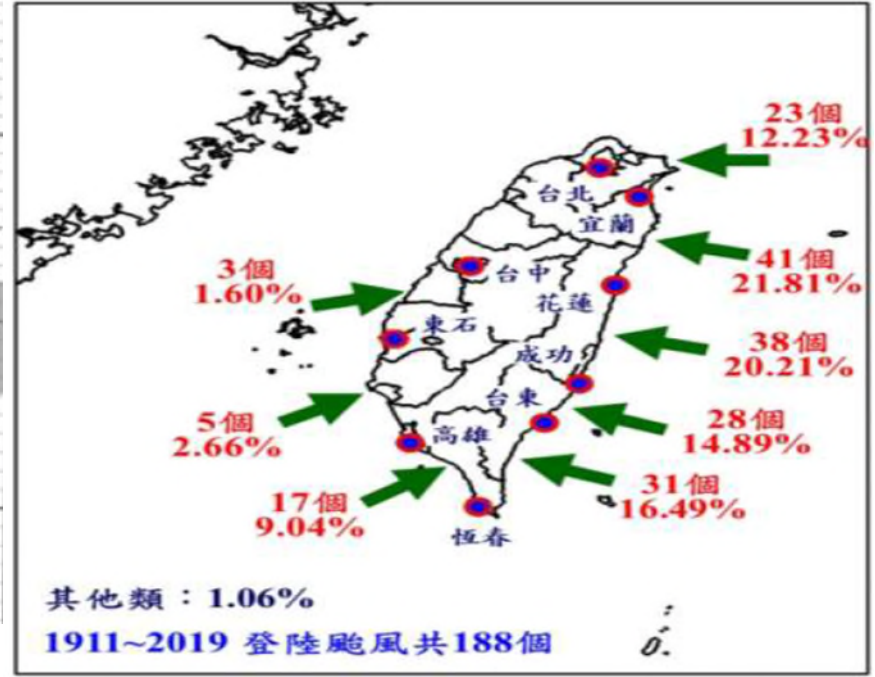 23個
12.23%
台北
宜蘭
41個
21.81%
3個
1.60%
台中
花蓮
東石
38個
20.21%
成功
台東
28個
14.89%
5個
2.66%
高雄
31個
16.49%
17個
9.04%
恆春
其他類：1.06%
1911~2019 登陸颱風共188個